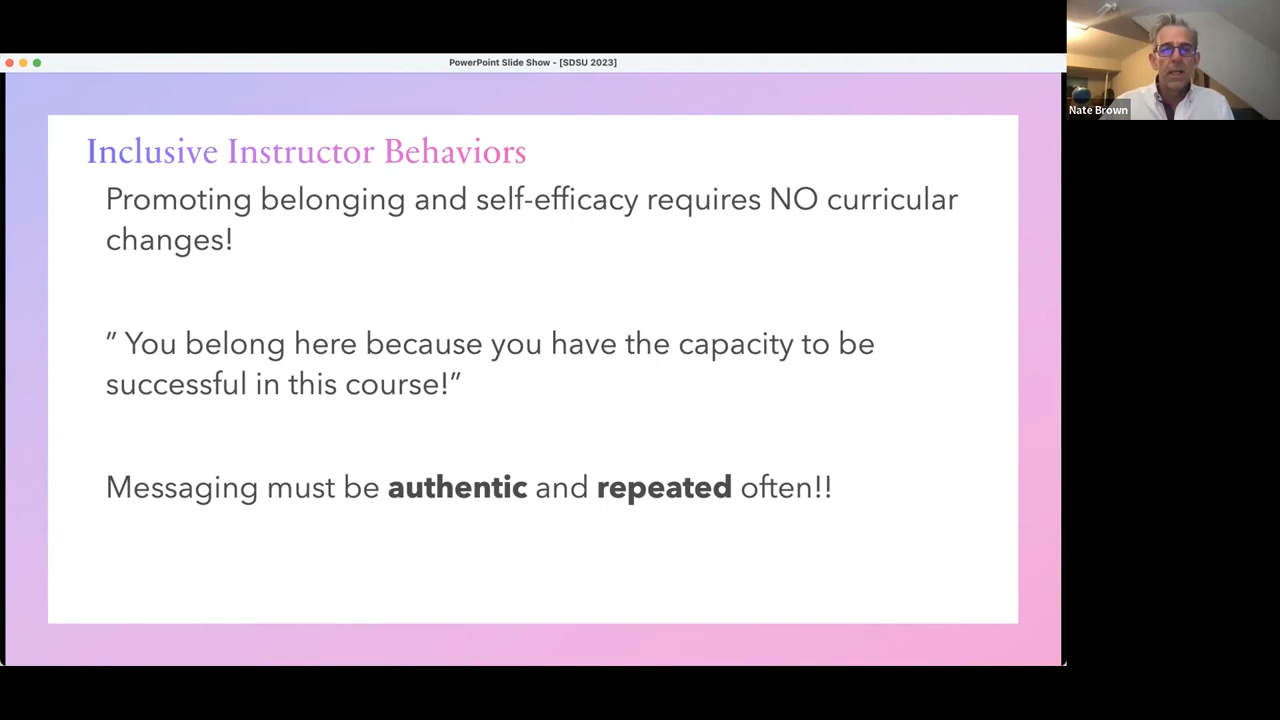 PowerPoint Slide Show - [SDSU 2023]
Nate Brown
Inclusive Instructor Behaviors
Promoting belonging and self-efficacy requires NO curricular
changes!
” You belong here because you have the capacity to be
successful in this course!”
Messaging must be authentic and repeated often!!